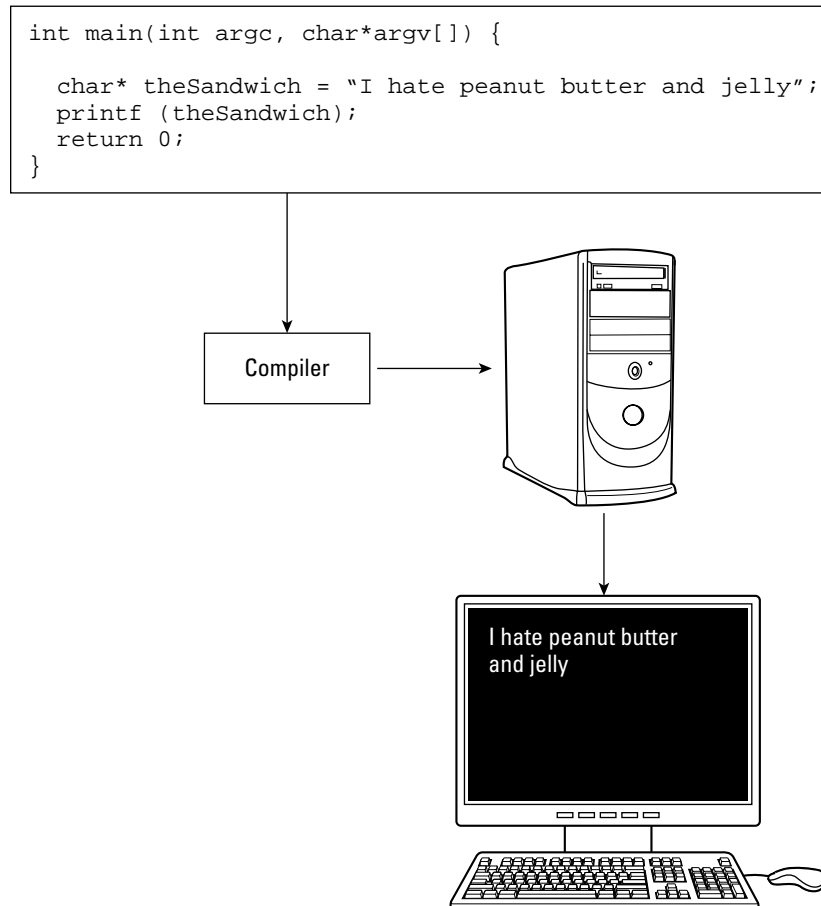 int main(int argc, char*argv[]) {
char* theSandwich = “I hate peanut butter and jelly”;
printf (theSandwich);
return 0;
}
Compiler
I hate peanut butter
and jelly